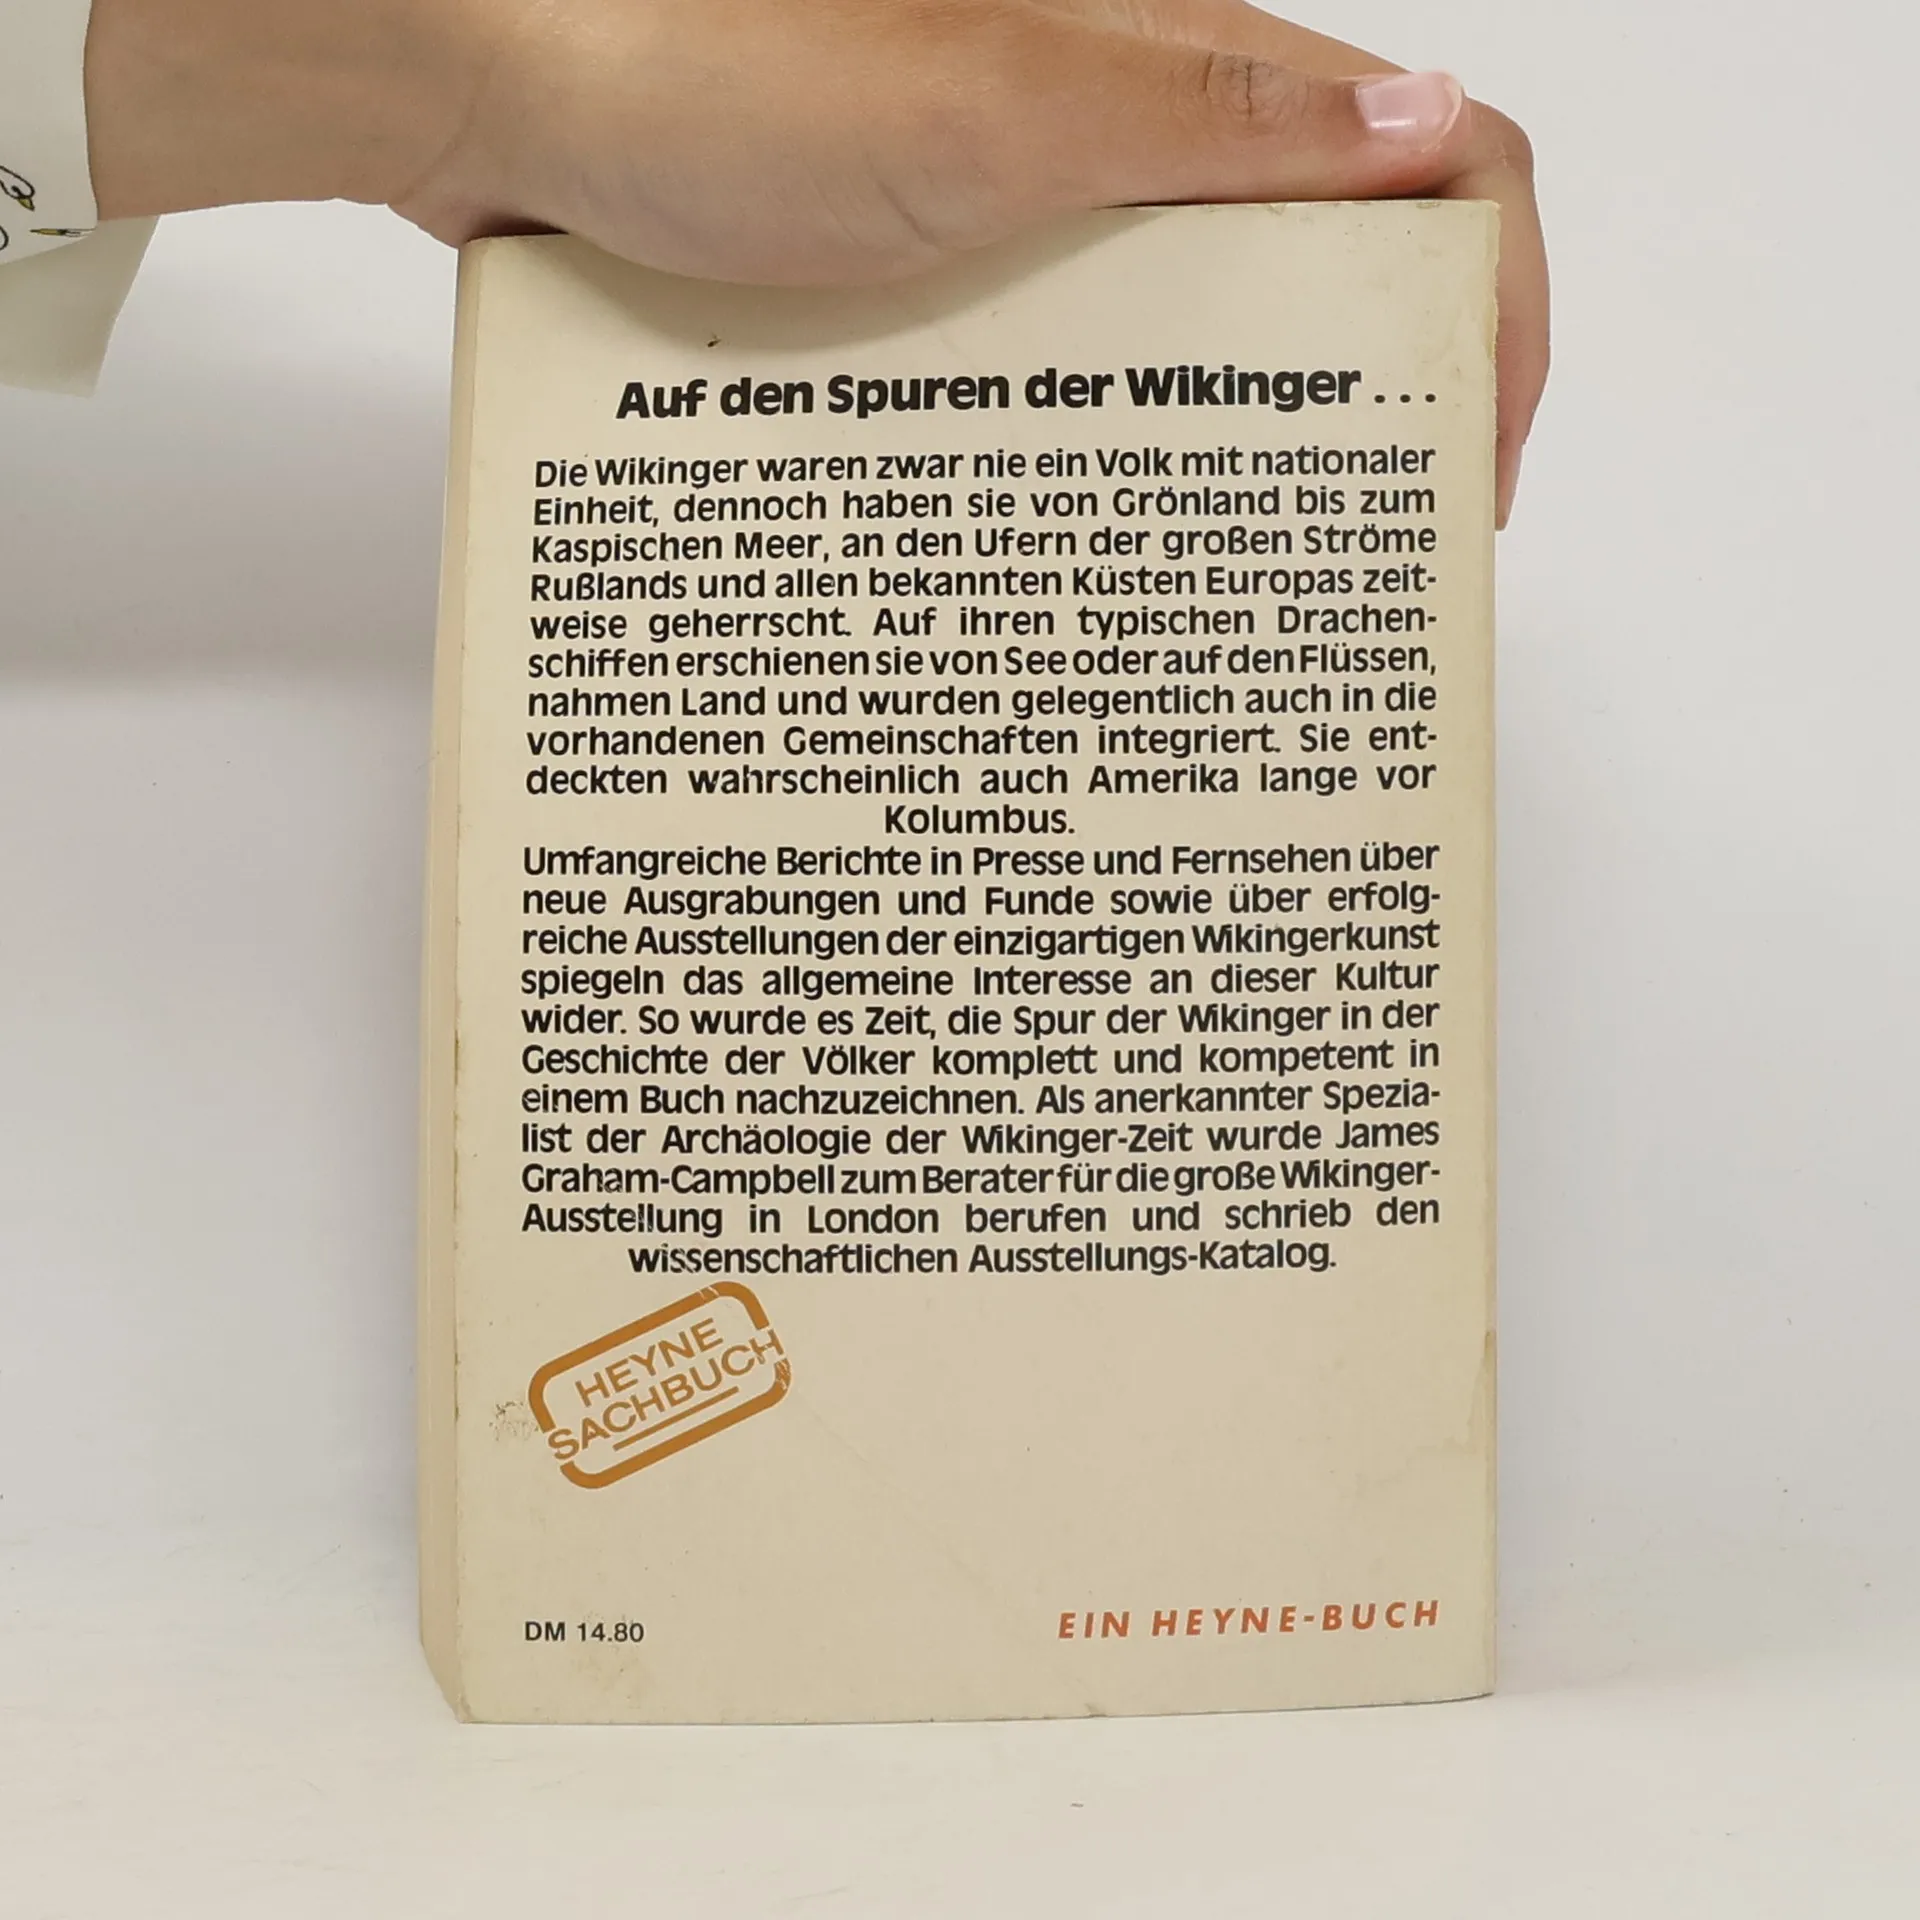 Auf den Spuren der Wikinger...
Die Wikinger waren zwar nie ein Volk mit nationaler
Einheit, dennoch haben sie von Grönland bis zum
Kaspischen Meer, an den Ufern der großen Ströme
Rußlands und allen bekannten Küsten Europas zeit-
weise geherrscht. Auf ihren typischen Drachen-
schiffen erschienen sie von See oder auf den Flüssen,
nahmen Land und wurden gelegentlich auch in die
vorhandenen Gemeinschaften integriert. Sie ent-
deckten wahrscheinlich auch Amerika lange vor
Kolumbus.
Umfangreiche Berichte in Presse und Fernsehen über
neue Ausgrabungen und Funde sowie über erfolg-
reiche Ausstellungen der einzigartigen Wikingerkunst
spiegeln das allgemeine Interesse an dieser Kultur
wider. So wurde es Zeit, die Spur der Wikinger in der
Geschichte der Völker komplett und kompetent in
einem Buch nachzuzeichnen. Als anerkannter Spezia-
list der Archäologie der Wikinger-Zeit wurde James
Graham-Campbell zum Berater für die große Wikinger-
Ausstellung in London berufen und schrieb den
wissenschaftlichen Ausstellungs-Katalog.
HEYNE
SACHBUCH
DM 14.80
EIN HEYNE-BUCH